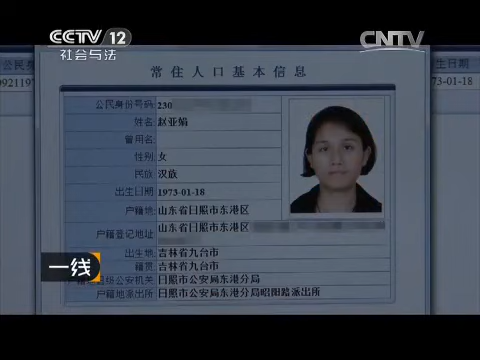 CCTV 12
社会与法
CNTV
生日期
0921197
73-01-18
常住人口基本信息
公民身份号码: 230
姓名: 赵亚娟
曾用名:
性别: 女
民族: 汉族
出生日期: 1973-01-18
户籍地: 山东省日照市东港区
户籍登记地址: 山东省日照市东港区
出生地: 吉林省九台市
籍贯: 吉林省九台市
日照市公安局东港分局
户籍地派出所: 日照市公安局东港分局昭阳路派出所
一线